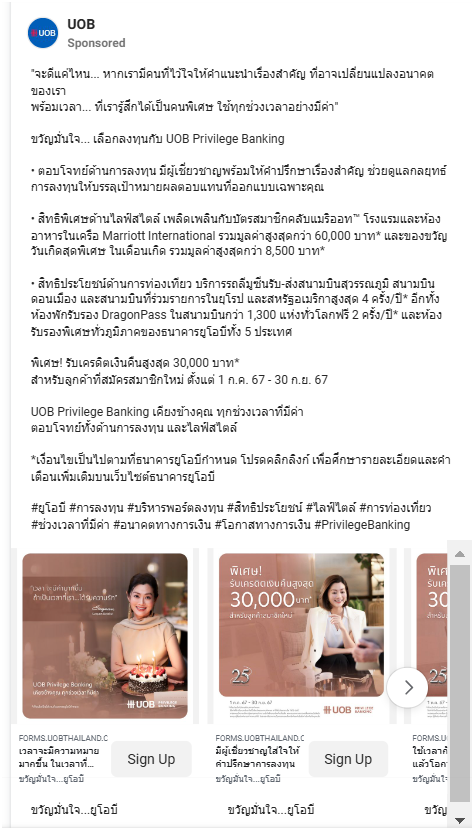 UOB
Sponsored
"จะดีแค่ไหน... หากเรามีคนที่ไว้ใจให้คำแนะนำเรื่องสำคัญ ที่อาจเปลี่ยนแปลงอนาคต
ของเรา
พร้อมเวลา... ที่เรารู้สึกได้เป็นคนพิเศษ ใช้ทุกช่วงเวลาอย่างมีค่า"
ขวัญมั่นใจ... เลือกลงทุนกับ UOB Privilege Banking
• ตอบโจทย์ด้านการลงทุน มีผู้เชี่ยวชาญพร้อมให้คำปรึกษาเรื่องสำคัญ ช่วยดูแลกลยุทธ์
การลงทุนให้บรรลุเป้าหมายผลตอบแทนที่ออกแบบเฉพาะคุณ
• สิทธิพิเศษด้านไลฟ์สไตล์ เพลิดเพลินกับบัตรสมาชิกคลับแมริออท™ โรงแรมและห้อง
อาหารในเครือ Marriott International รวมมูลค่าสูงสุดกว่า 60,000 บาท* และของขวัญ
วันเกิดสุดพิเศษ ในเดือนเกิด รวมมูลค่าสูงสุดกว่า 8,500 บาท*
• สิทธิประโยชน์ด้านการท่องเที่ยว บริการรถลีมูซีนรับ-ส่งสนามบินสุวรรณภูมิ สนามบิน
ดอนเมือง และสนามบินที่ร่วมรายการในยุโรป และสหรัฐอเมริกาสูงสุด 4 ครั้ง/ปี* อีกทั้ง
ห้องพักรับรอง DragonPass ในสนามบินกว่า 1,300 แห่งทั่วโลกฟรี 2 ครั้ง/ปี* และห้อง
รับรองพิเศษทั่วภูมิภาคของธนาคารยูโอบีทั้ง 5 ประเทศ
พิเศษ! รับเครดิตเงินคืนสูงสุด 30,000 บาท*
สำหรับลูกค้าที่สมัครสมาชิกใหม่ ตั้งแต่ 1 ก.ค. 67 - 30 ก.ย. 67
UOB Privilege Banking เคียงข้างคุณ ทุกช่วงเวลาที่มีค่า
ตอบโจทย์ทั้งด้านการลงทุน และไลฟ์สไตล์
*เงื่อนไขเป็นไปตามที่ธนาคารยูโอบีกำหนด โปรดคลิกลิงก์ เพื่อศึกษารายละเอียดและคำ
เตือนเพิ่มเติมบนเว็บไซต์ธนาคารยูโอบี
#ยูโอบี #การลงทุน #บริหารพอร์ตลงทุน #สิทธิประโยชน์ #ไลฟ์ไตล์ #การท่องเที่ยว
#ช่วงเวลาที่มีค่า #อนาคตทางการเงิน #โอกาสทางการเงิน #PrivilegeBanking
UOB Privilege Banking
UOB
พิเศษ!
รับเครดิตเงินคืนสูงสุด
30,000 บาท*
25
UOB PRIVILEGE BANKING
พิเ
รับเ
3
25
FORMS.UOBTHAILAND.C
เวลาจะมีความหมาย
มากขึ้น ในเวลาที่...
ขวัญมั่นใจ...ยูโอบี
Sign Up
FORMS.UOBTHAILAND.C
มีผู้เชี่ยวชาญใส่ใจให้
คำปรึกษาการลงทุน
ขวัญมั่นใจ...ยูโอบี
Sign Up
FORMS.
ใช้เวลากั
แล้วโอก
ขวัญมั่น
ขวัญมั่นใจ...ยูโอบี
ขวัญมั่นใจ...ยูโอบี
ขวัญ